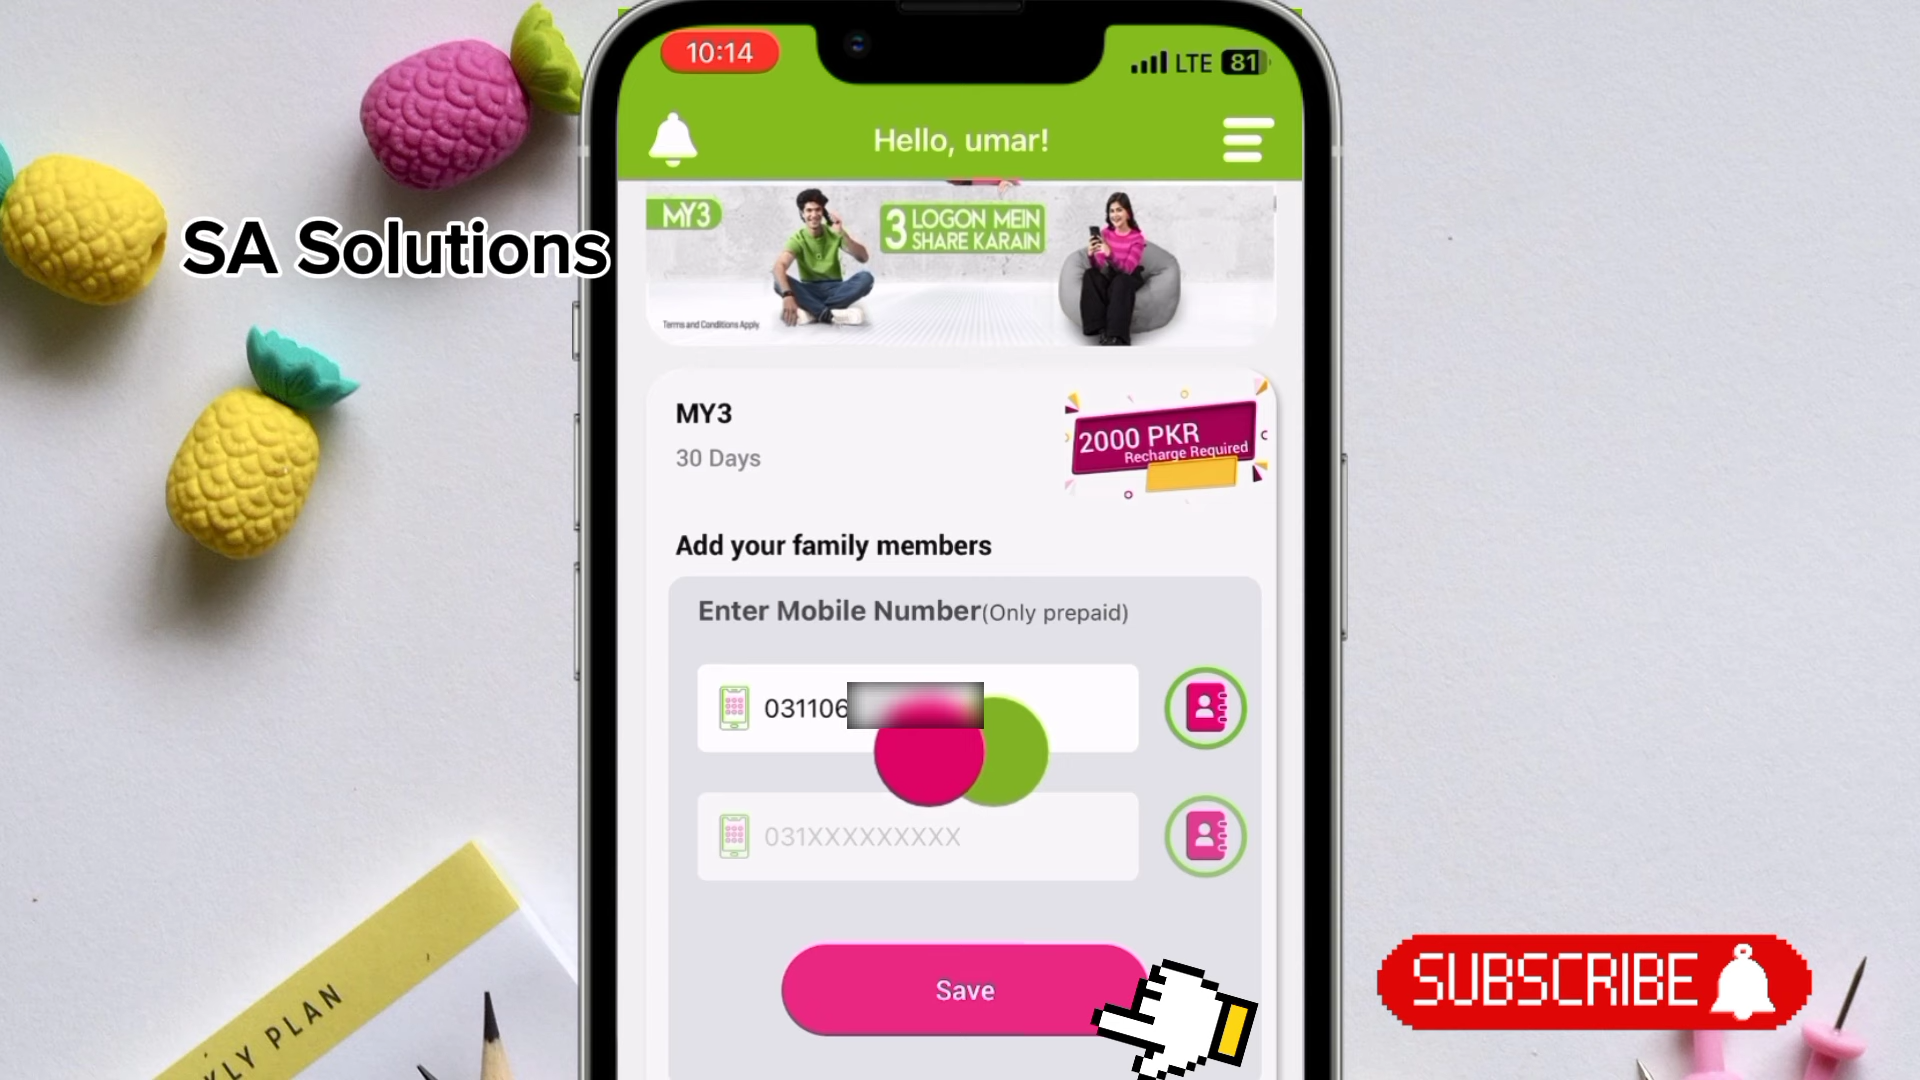 10:14
LTE 81
Hello, umar!
MY3
3 LOGON MEIN
SHARE KARAIN
Terms and Conditions Apply
SA Solutions
MY3
30 Days
2000 PKR
Recharge Required
Add your family members
Enter Mobile Number(Only prepaid)
031106
031XXXXXXXXX
Save
SUBSCRIBE
KLY PLAN